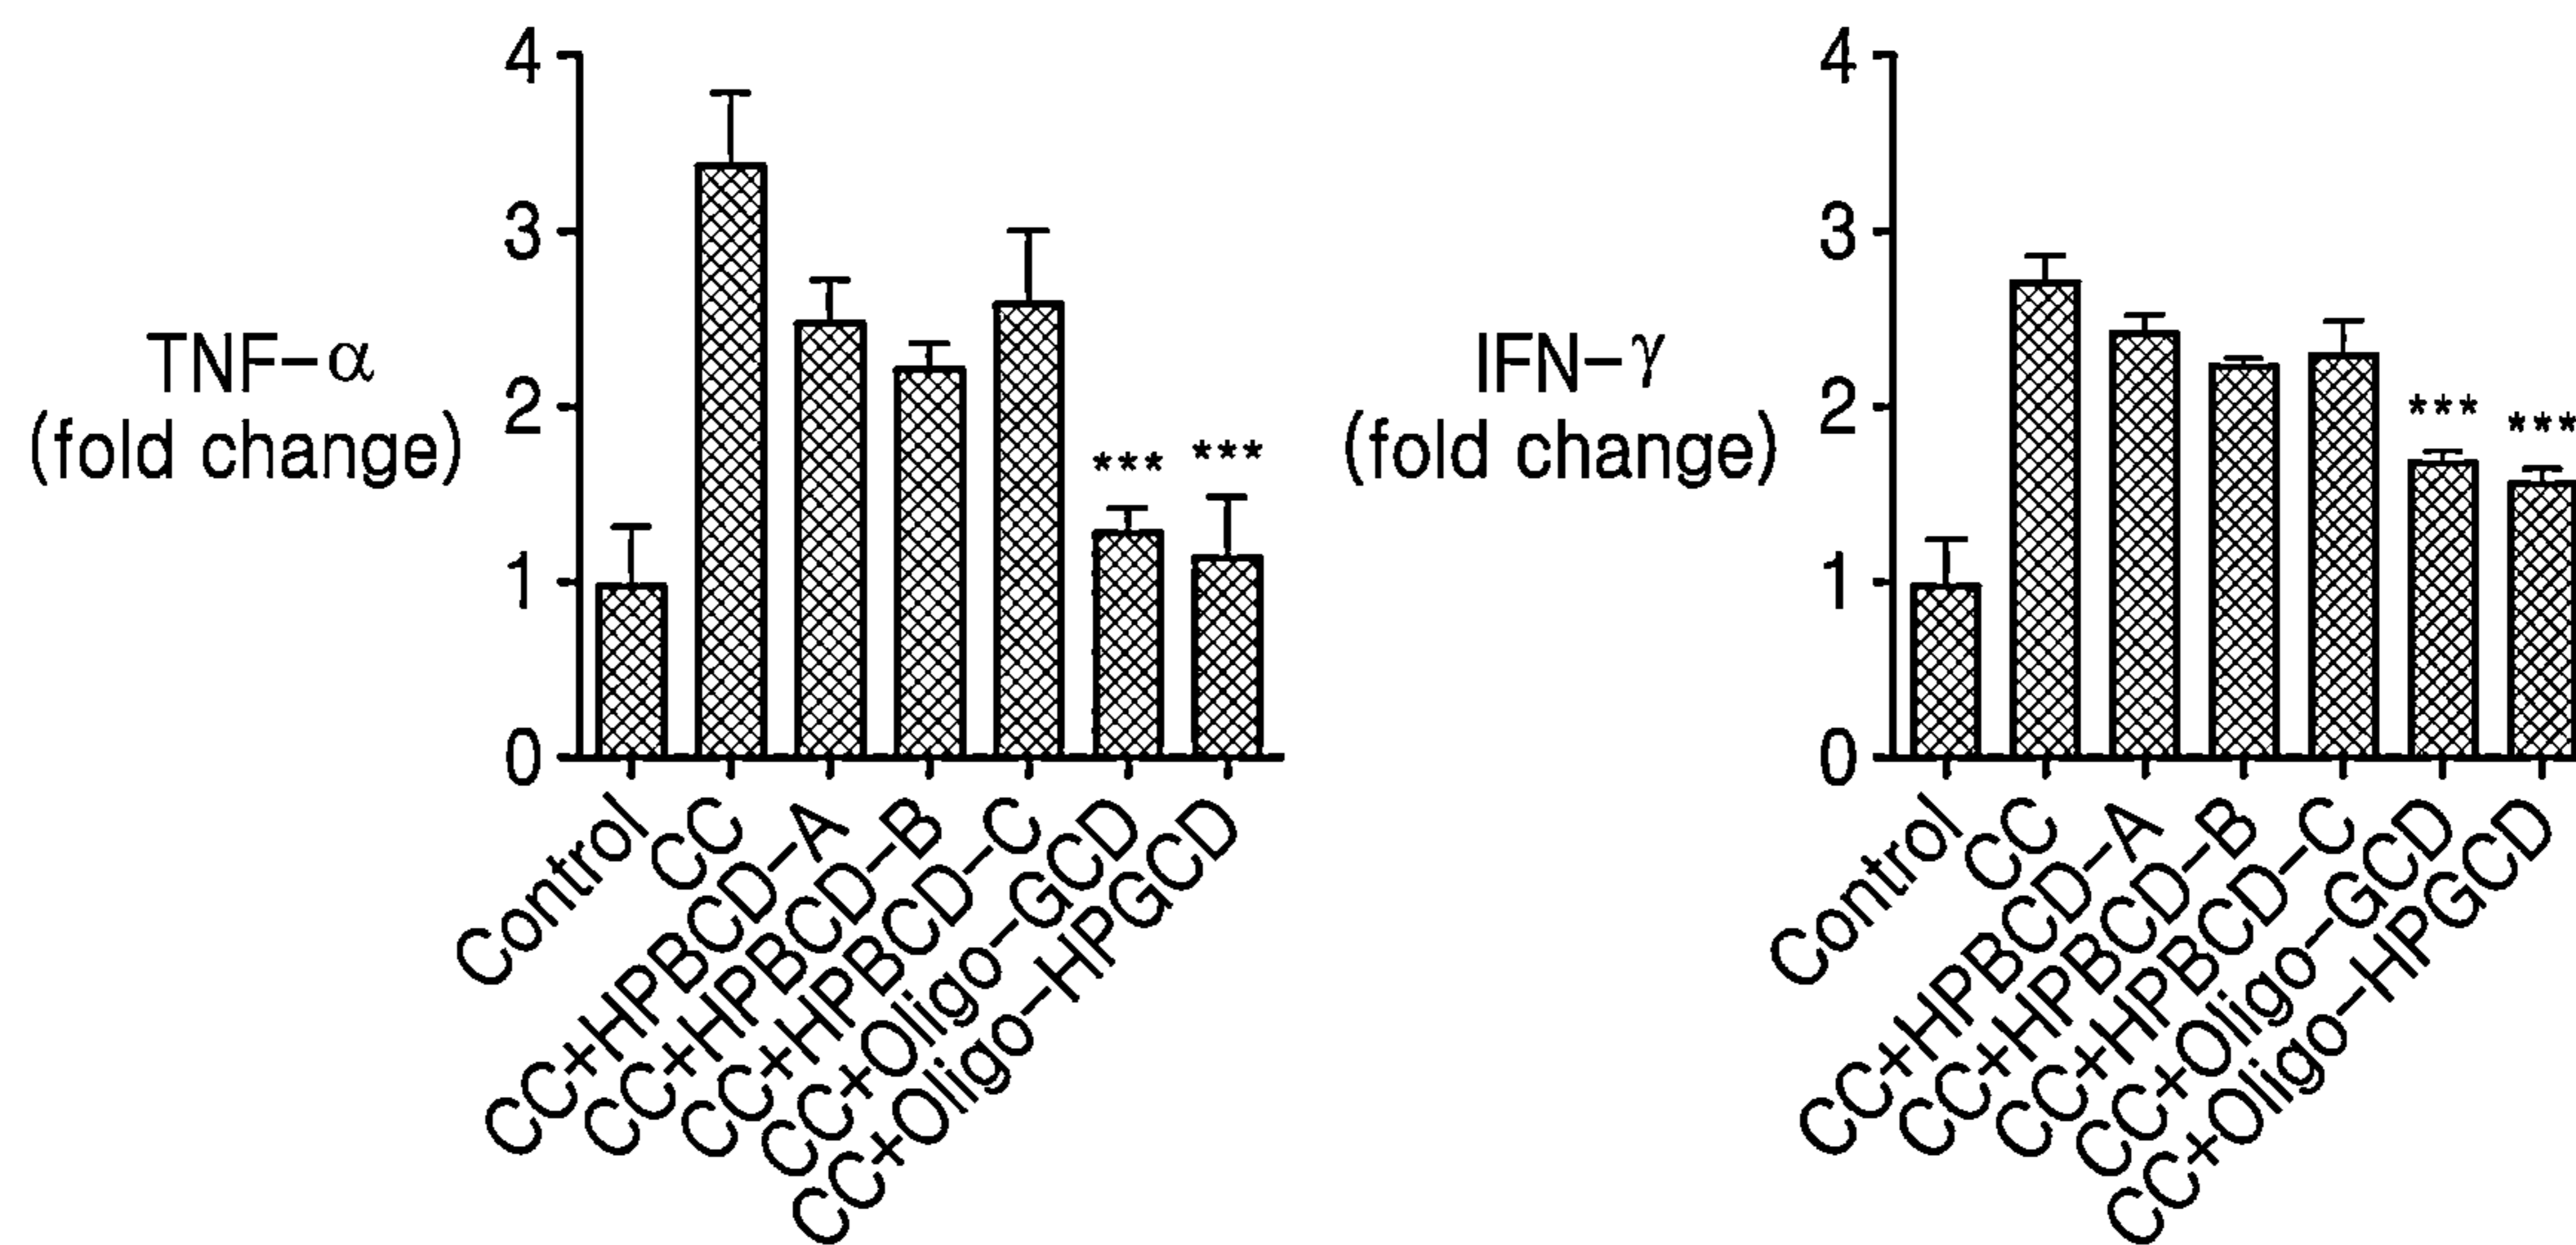 TNF-α
(fold change)
4
3
2
1
0
***
***
Control
CC
CC+HPBCD-A
CC+HPBCD-B
CC+HPBCD-C
CC+Oligo-GCD
CC+Oligo-HPGCD
IFN-γ
(fold change)
4
3
2
1
0
***
***
Control
CC
CC+HPBCD-A
CC+HPBCD-B
CC+HPBCD-C
CC+Oligo-GCD
CC+Oligo-HPGCD